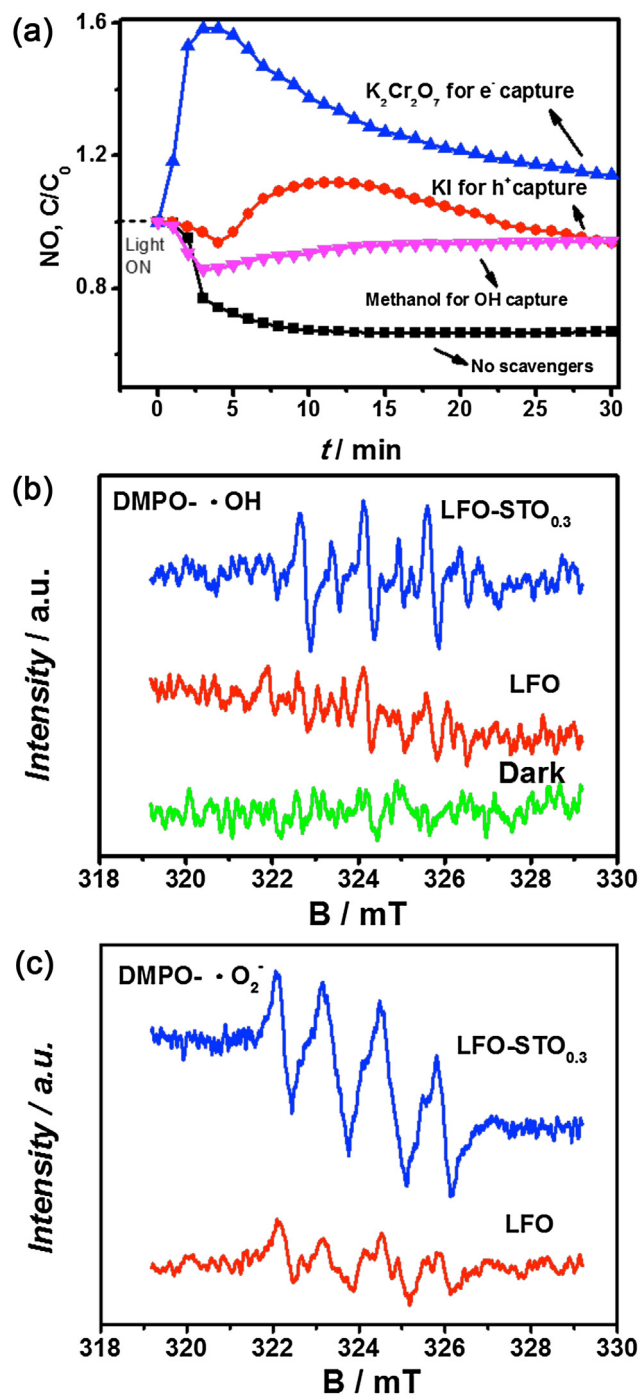 (a)
1.6
1.2
0.8
NO, C/C₀
Light
ON
K₂Cr₂O₇ for e⁻ capture
KI for h⁺ capture
Methanol for OH capture
No scavengers
0 5 10 15 20 25 30
t / min
(b)
DMPO- ·OH
LFO-STO₀.₃
LFO
Dark
Intensity / a.u.
318 320 322 324 326 328 330
B / mT
(c)
DMPO- ·O₂⁻
LFO-STO₀.₃
LFO
Intensity / a.u.
318 320 322 324 326 328 330
B / mT